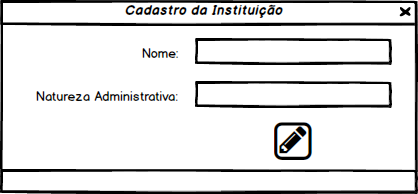 Cadastro da Instituição
Nome:
Natureza Administrativa: